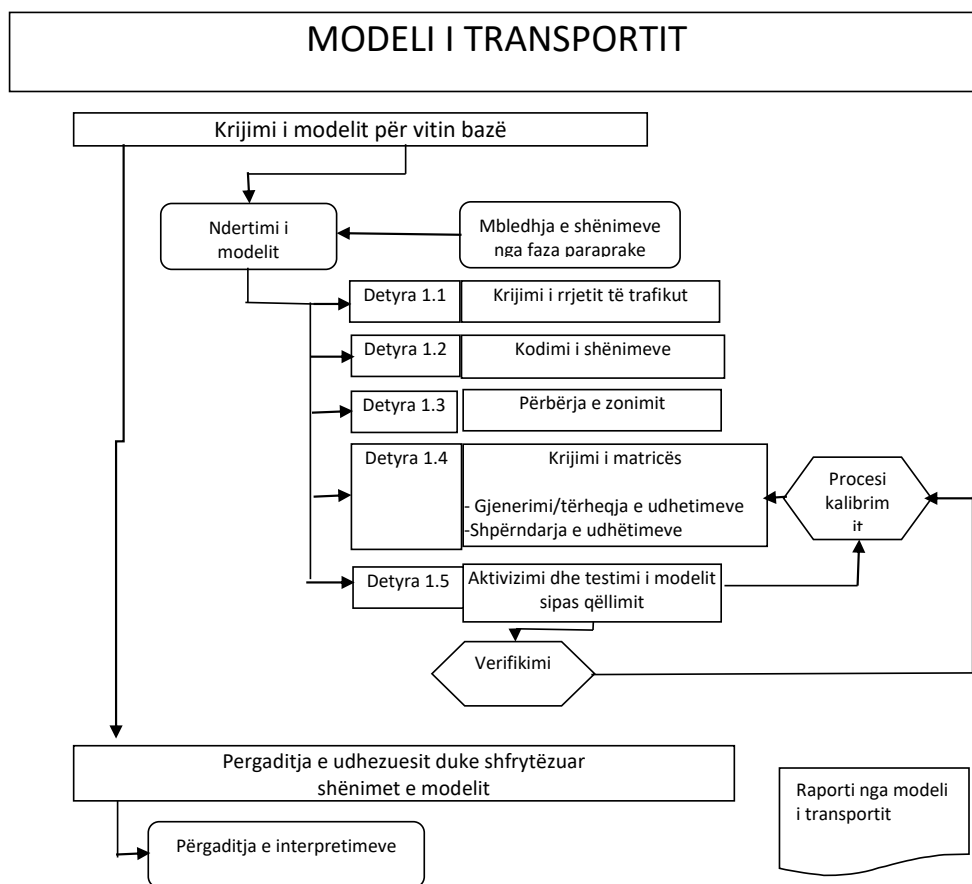 MODELI I TRANSPORTIT
Krijimi i modelit për vitin bazë
Ndertimi i
modelit
Mbledhja e shënimeve
nga faza paraprake
Detyra 1.1
Krijimi i rrjetit të trafikut
Detyra 1.2
Kodimi i shënimeve
Detyra 1.3
Përbërja e zonimit
Detyra 1.4
Krijimi i matricës
- Gjenerimi/tërheqja e udhetimeve
-Shpërndarja e udhëtimeve
Procesi
kalibrim
it
Detyra 1.5
Aktivizimi dhe testimi i modelit
sipas qëllimit
Verifikimi
Pergaditja e udhezuesit duke shfrytëzuar
shënimet e modelit
Raporti nga modeli
i transportit
Përgaditja e interpretimeve